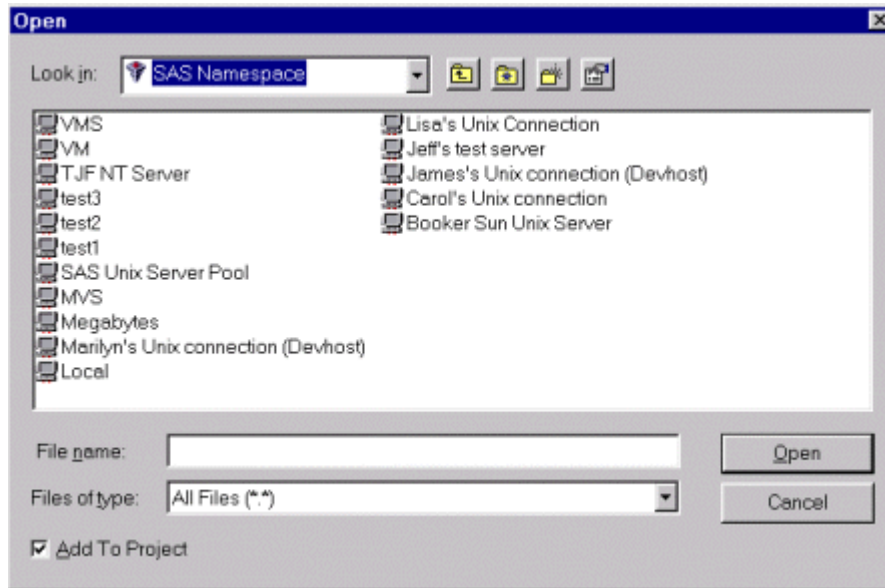 Open
Look in: SAS Namespace
VMS
VM
TJF NT Server
test3
test2
test1
SAS Unix Server Pool
MVS
Megabytes
Marilyn's Unix connection (Devhost)
Local
Lisa's Unix Connection
Jeff's test server
James's Unix connection (Devhost)
Carol's Unix connection
Booker Sun Unix Server
File name:
Open
Files of type: All Files (*.*)
Cancel
Add To Project